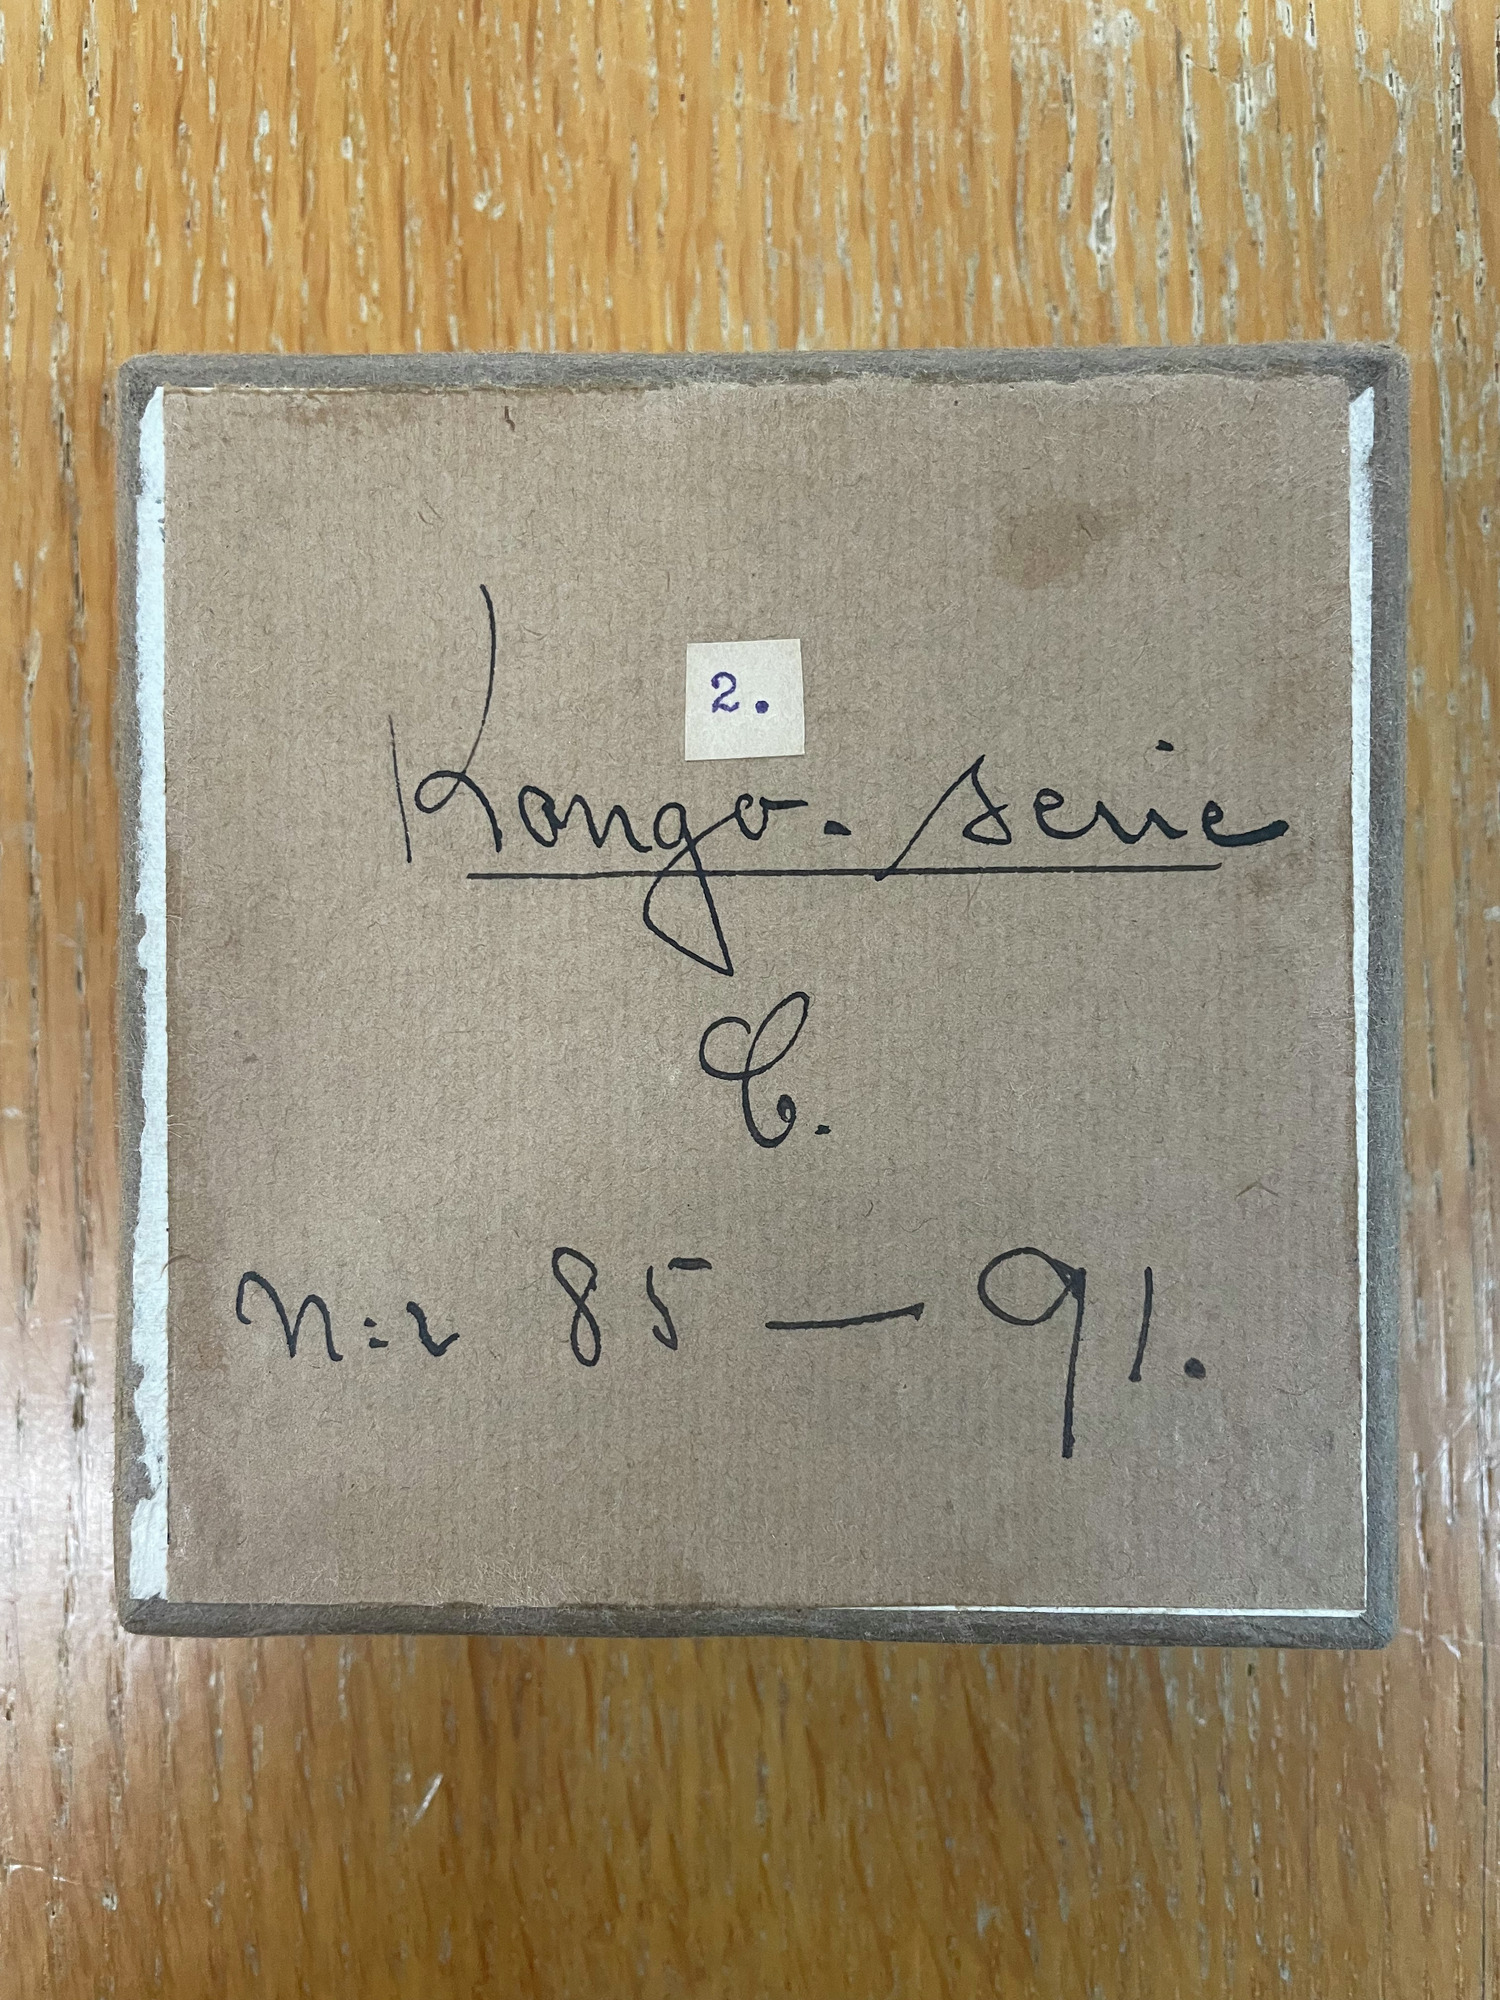 2.
Kongo-serie
C.
N:r 85 — 91.